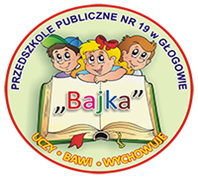 PRZEDSZKOLE PUBLICZNE NR 19 w GŁOGOWIE
„Bajka"
UCZY • BAWI • WYCHOWUJE